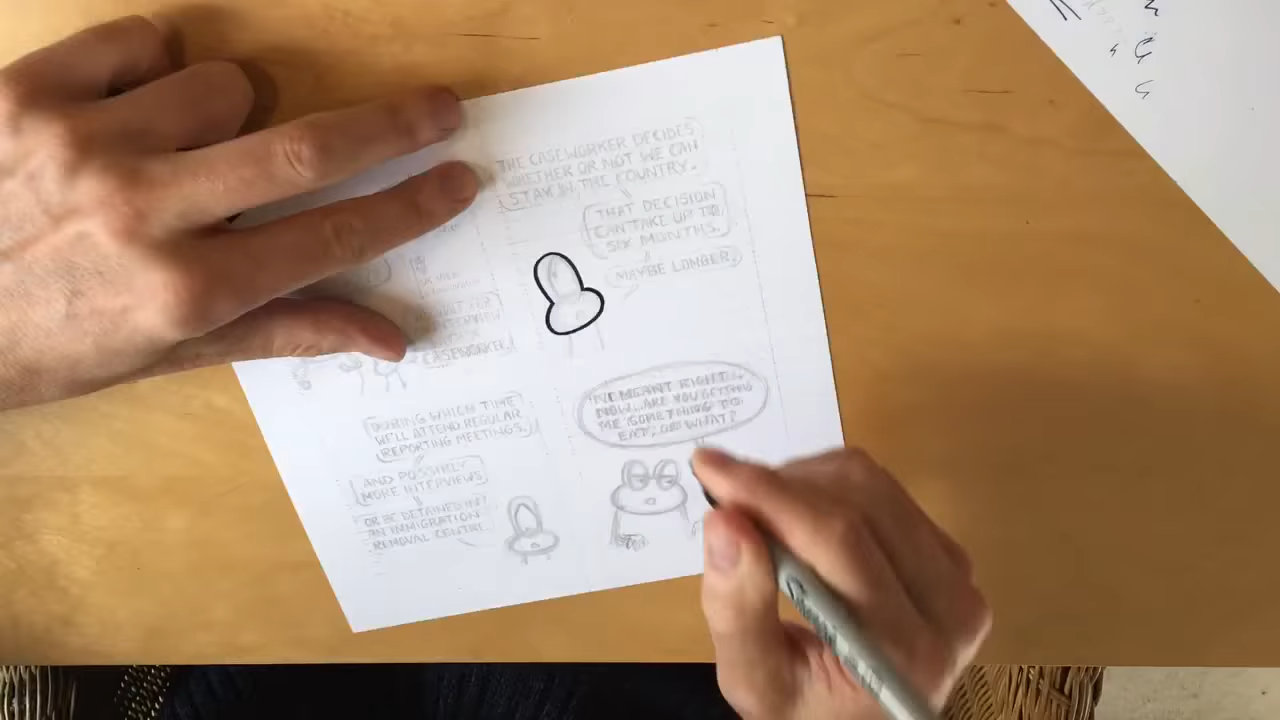 THE CASEWORKER DECIDES
WHETHER OR NOT WE CAN
STAY IN THE COUNTRY.
THAT DECISION
CAN TAKE UP TO
SIX MONTHS.
MAYBE LONGER.
CASEWORKER.
DURING WHICH TIME
WE'LL ATTEND REGULAR
REPORTING MEETINGS.
AND POSSIBLY
MORE INTERVIEWS
OR BE DETAINED IN
AN IMMIGRATION
REMOVAL CENTRE.
MEANT RIGHT
NOW... ARE YOU GETTING
ME SOMETHING TO
EAT, OR WHAT?